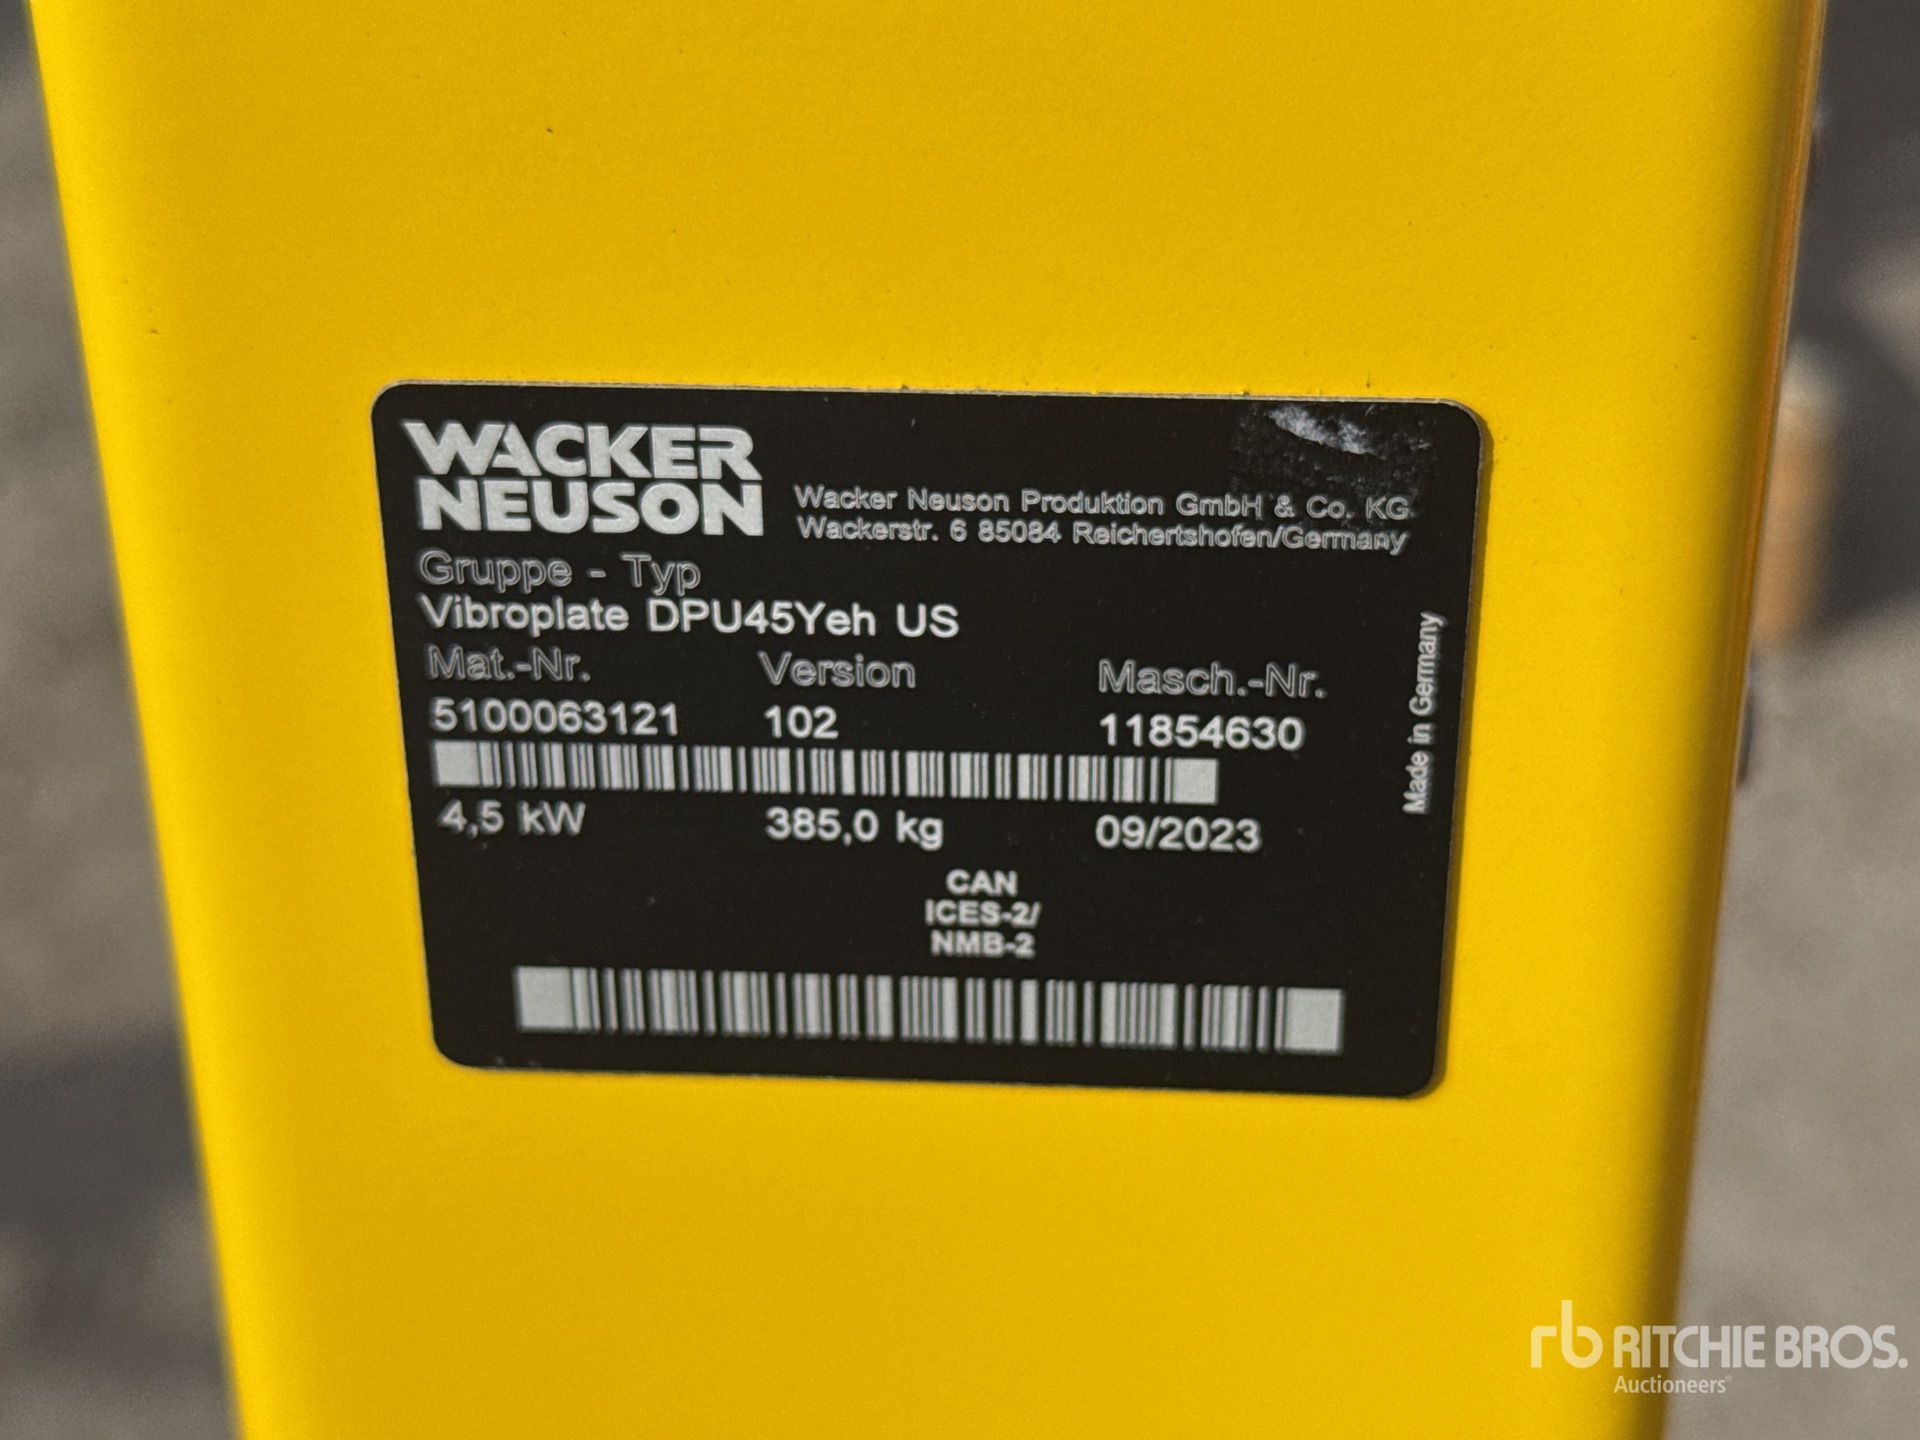 WACKER
NEUSON
Wacker Neuson Produktion GmbH & Co. KG
Wackerstr. 6 85084 Reichertshofen/Germany
Gruppe - Typ
Vibroplate DPU45Yeh US
Mat.-Nr. Version Masch.-Nr.
5100063121 102 11854630
4,5 kW 385,0 kg 09/2023
CAN
ICES-2/
NMB-2
Made in Germany
rb RITCHIE BROS.
Auctioneers